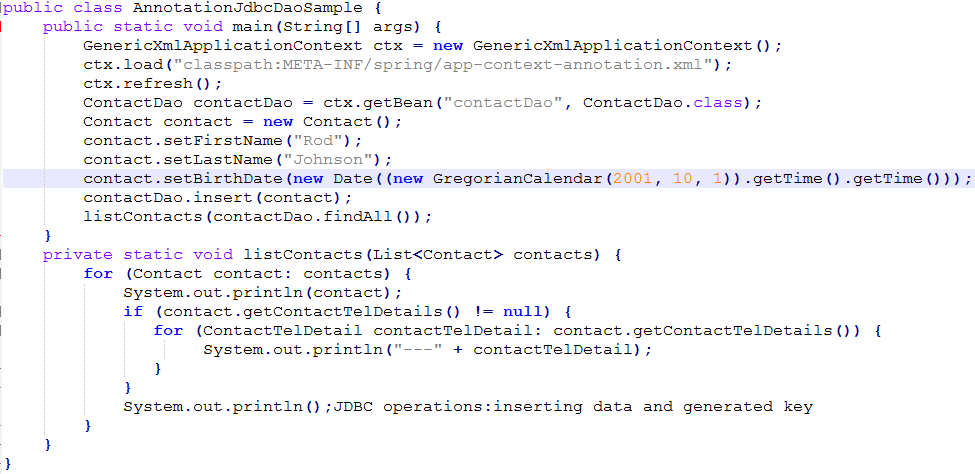 public class AnnotationJdbcDaoSample {
public static void main(String[] args) {
GenericXmlApplicationContext ctx = new GenericXmlApplicationContext();
ctx.load("classpath:META-INF/spring/app-context-annotation.xml");
ctx.refresh();
ContactDao contactDao = ctx.getBean("contactDao", ContactDao.class);
Contact contact = new Contact();
contact.setFirstName("Rod");
contact.setLastName("Johnson");
contact.setBirthDate(new Date((new GregorianCalendar(2001, 10, 1)).getTime().getTime()));
contactDao.insert(contact);
listContacts(contactDao.findAll());
}
private static void listContacts(List<Contact> contacts) {
for (Contact contact: contacts) {
System.out.println(contact);
if (contact.getContactTelDetails() != null) {
for (ContactTelDetail contactTelDetail: contact.getContactTelDetails()) {
System.out.println("---" + contactTelDetail);
}
}
System.out.println();JDBC operations:inserting data and generated key
}
}
}